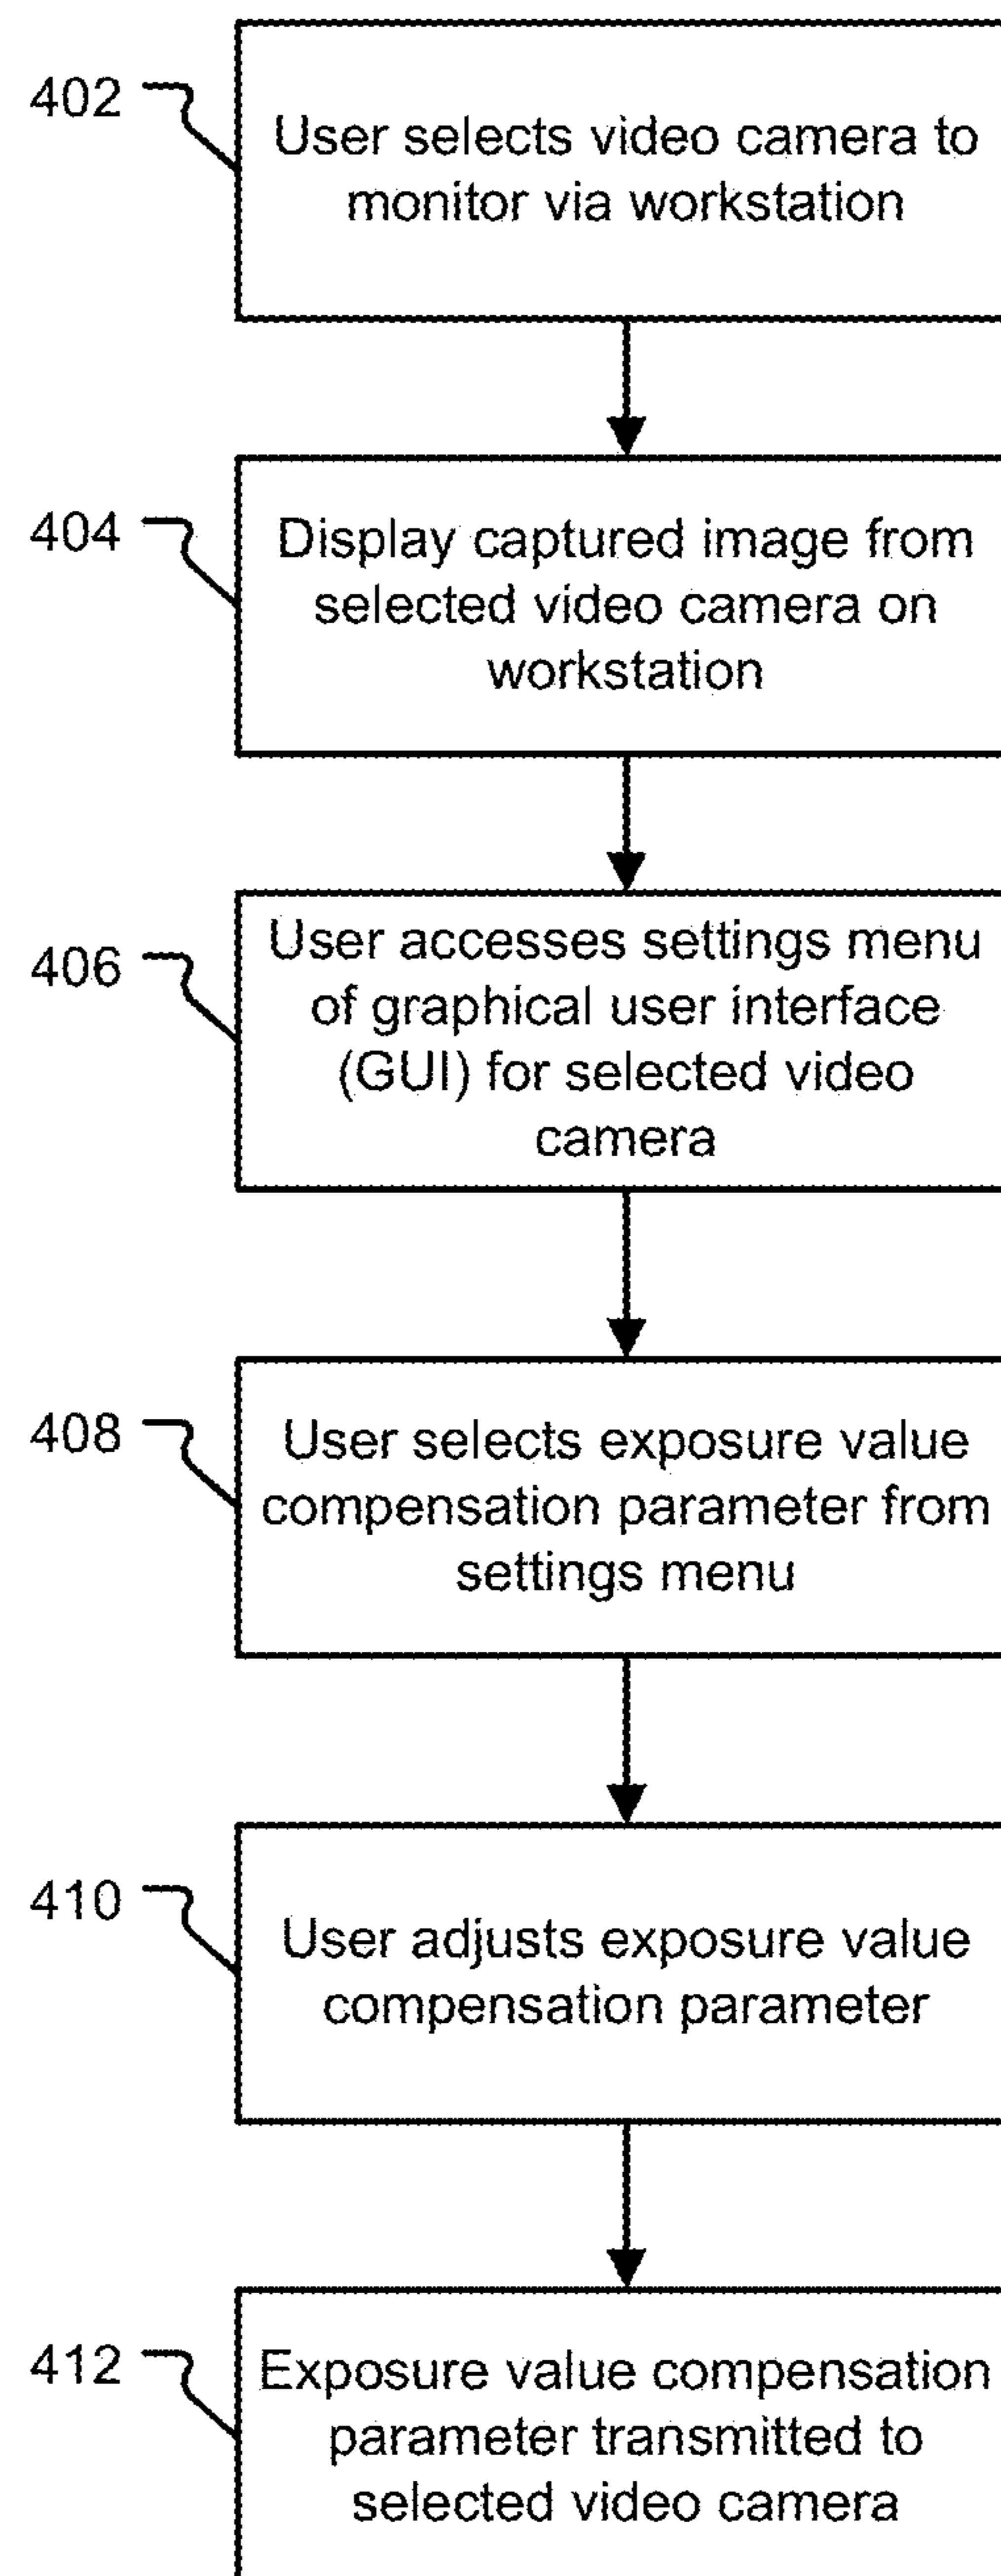 402
User selects video camera to
monitor via workstation
404
Display captured image from
selected video camera on
workstation
406
User accesses settings menu
of graphical user interface
(GUI) for selected video
camera
408
User selects exposure value
compensation parameter from
settings menu
410
User adjusts exposure value
compensation parameter
412
Exposure value compensation
parameter transmitted to
selected video camera